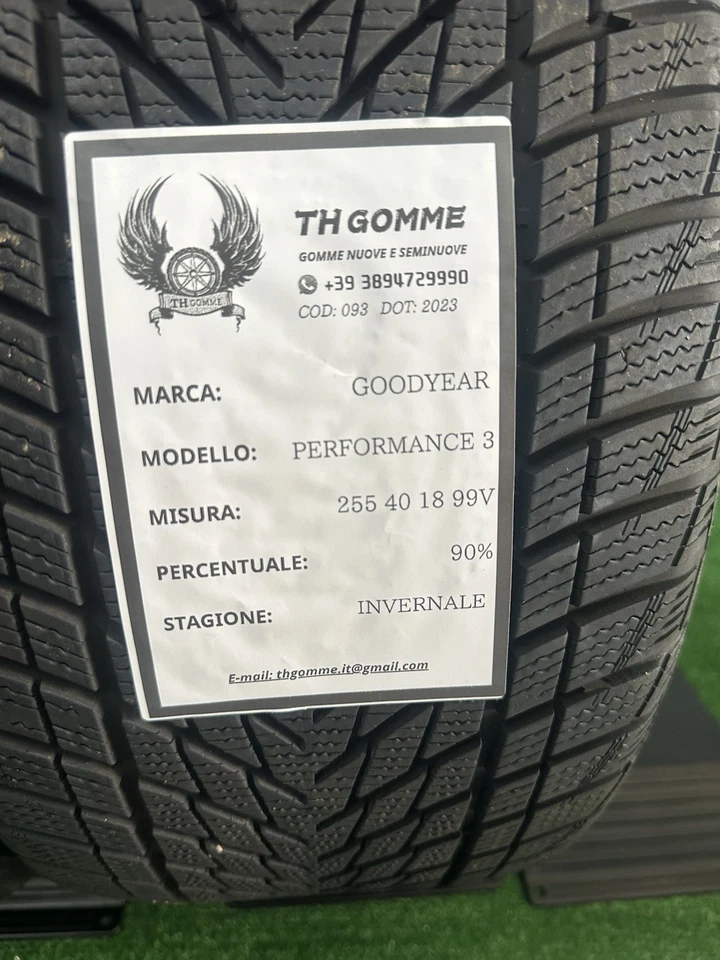 TH GOMME
TH GOMME
GOMME NUOVE E SEMINUOVE
+39 3894729990
COD: 093 DOT: 2023
MARCA: GOODYEAR
MODELLO: PERFORMANCE 3
MISURA: 255 40 18 99V
PERCENTUALE: 90%
STAGIONE: INVERNALE
E-mail: thgomme.it@gmail.com